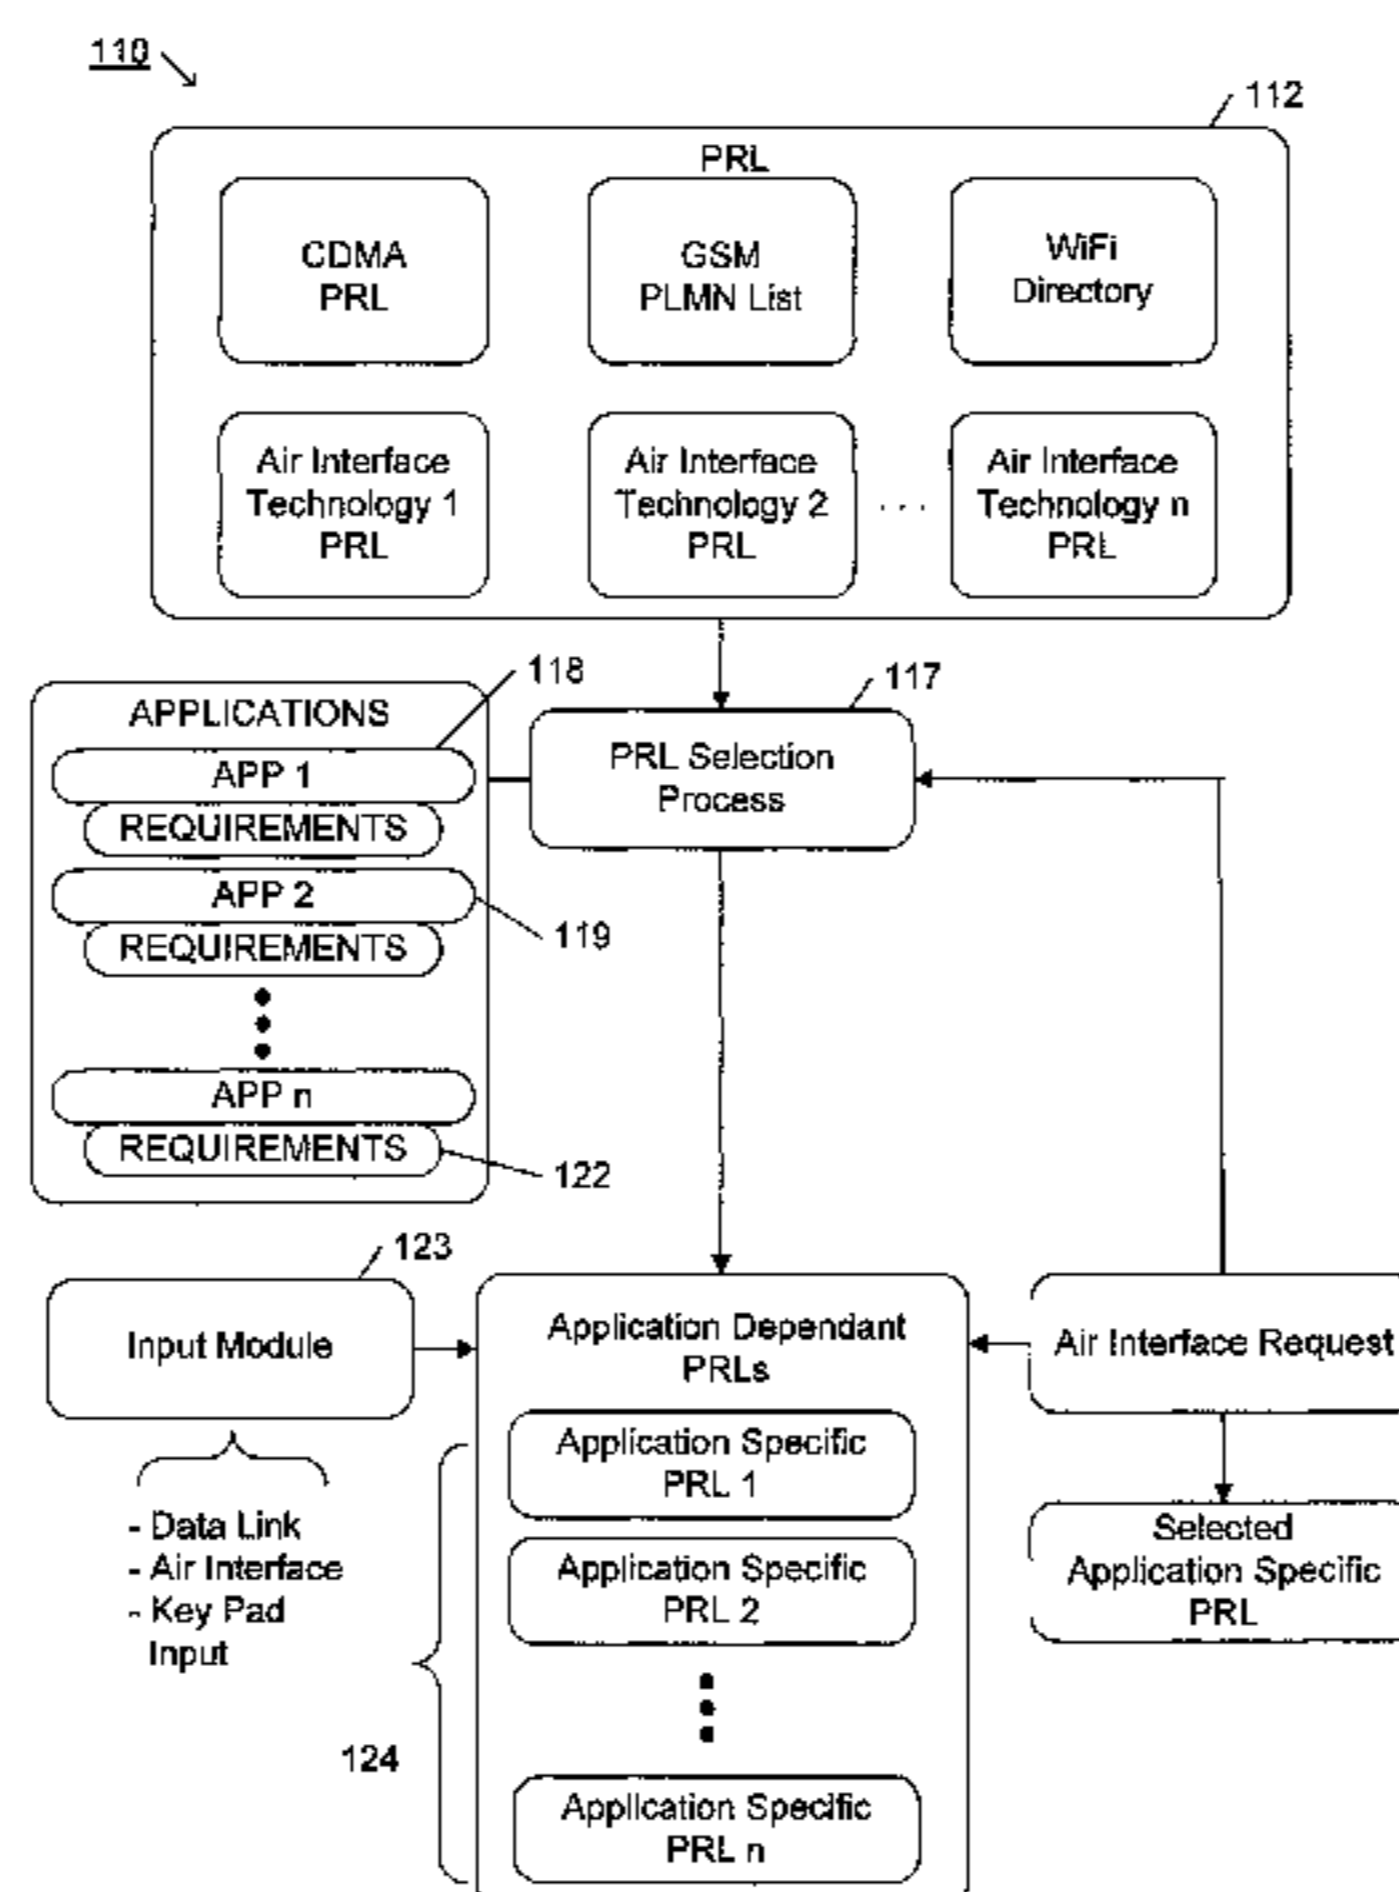 110
112
PRL
CDMA
PRL
GSM
PLMN List
WiFi
Directory
Air Interface
Technology 1
PRL
Air Interface
Technology 2
PRL
. . .
Air Interface
Technology n
PRL
118
117
APPLICATIONS
APP 1
REQUIREMENTS
APP 2
REQUIREMENTS
119
APP n
REQUIREMENTS
122
PRL Selection
Process
123
Input Module
- Data Link
- Air Interface
- Key Pad
Input
124
Application Dependant
PRLs
Application Specific
PRL 1
Application Specific
PRL 2
Application Specific
PRL n
Air Interface Request
Selected
Application Specific
PRL